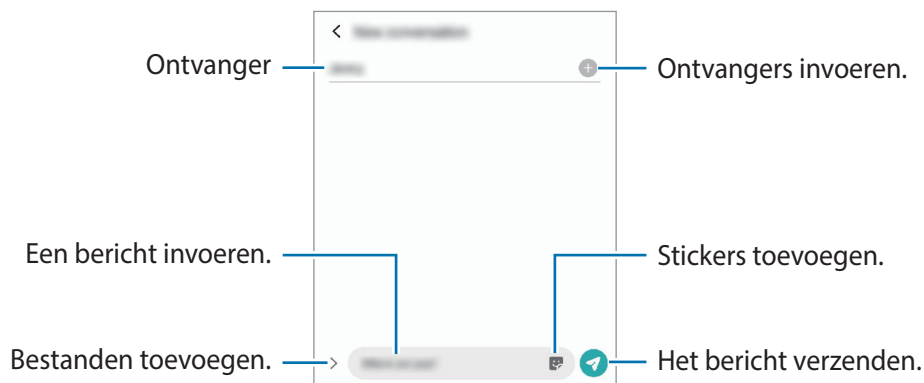 Ontvanger
Ontvangers invoeren.
Een bericht invoeren.
Stickers toevoegen.
Bestanden toevoegen.
Het bericht verzenden.